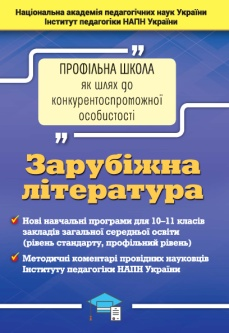 Національна академія педагогічних наук України
Інститут педагогіки НАПН України
ПРОФІЛЬНА ШКОЛА
як шлях до
конкурентоспроможної
особистості
Зарубіжна
література
Нові навчальні програми для 10–11 класів
закладів загальної середньої освіти
(рівень стандарту, профільний рівень)
Методичні коментарі провідних науковців
Інституту педагогіки НАПН України